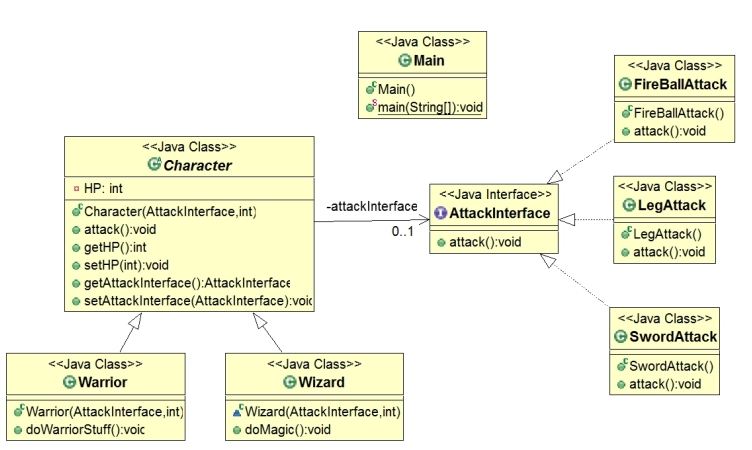 <<Java Class>>
Main
Main()
main(String[]):void
<<Java Class>>
FireBallAttack
FireBallAttack()
attack():void
<<Java Class>>
Character
HP: int
Character(AttackInterface,int)
attack():void
getHP():int
setHP(int):void
getAttackInterface():AttackInterface
setAttackInterface(AttackInterface):voic
-attackInterface
0..1
<<Java Interface>>
AttackInterface
attack():void
<<Java Class>>
LegAttack
LegAttack()
attack():void
<<Java Class>>
SwordAttack
SwordAttack()
attack():void
<<Java Class>>
Warrior
Warrior(AttackInterface,int)
doWarriorStuff():voic
<<Java Class>>
Wizard
Wizard(AttackInterface,int)
doMagic():void